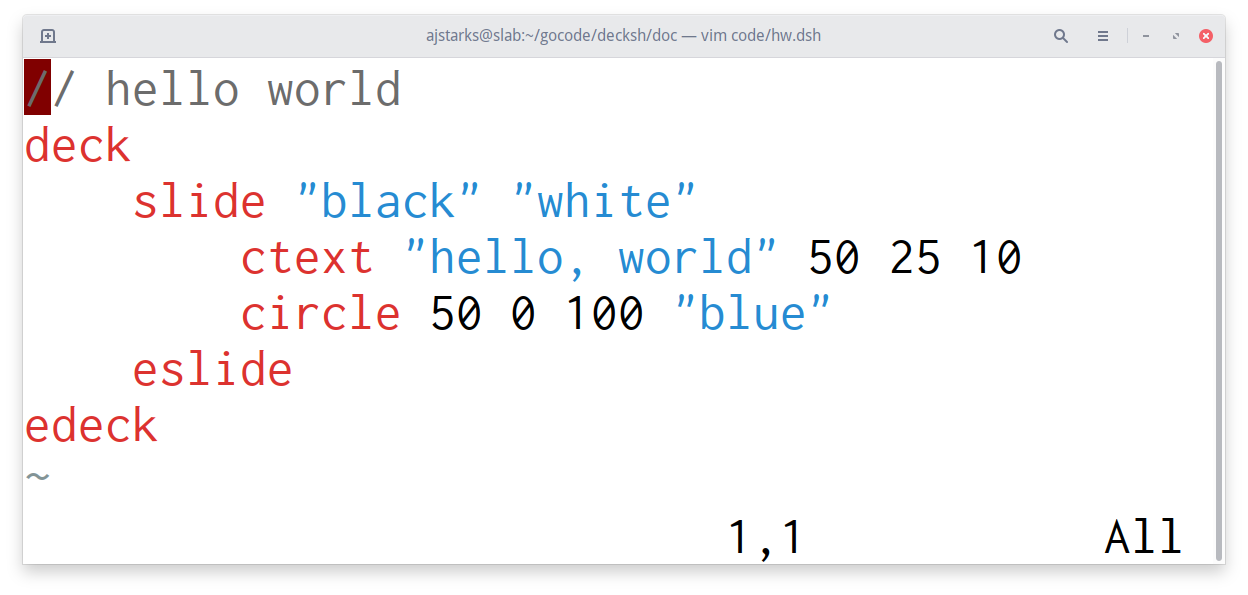 ajstarks@slab:~/gocode/decksh/doc — vim code/hw.dsh
// hello world
deck
slide "black" "white"
ctext "hello, world" 50 25 10
circle 50 0 100 "blue"
eslide
edeck
~
1,1 All